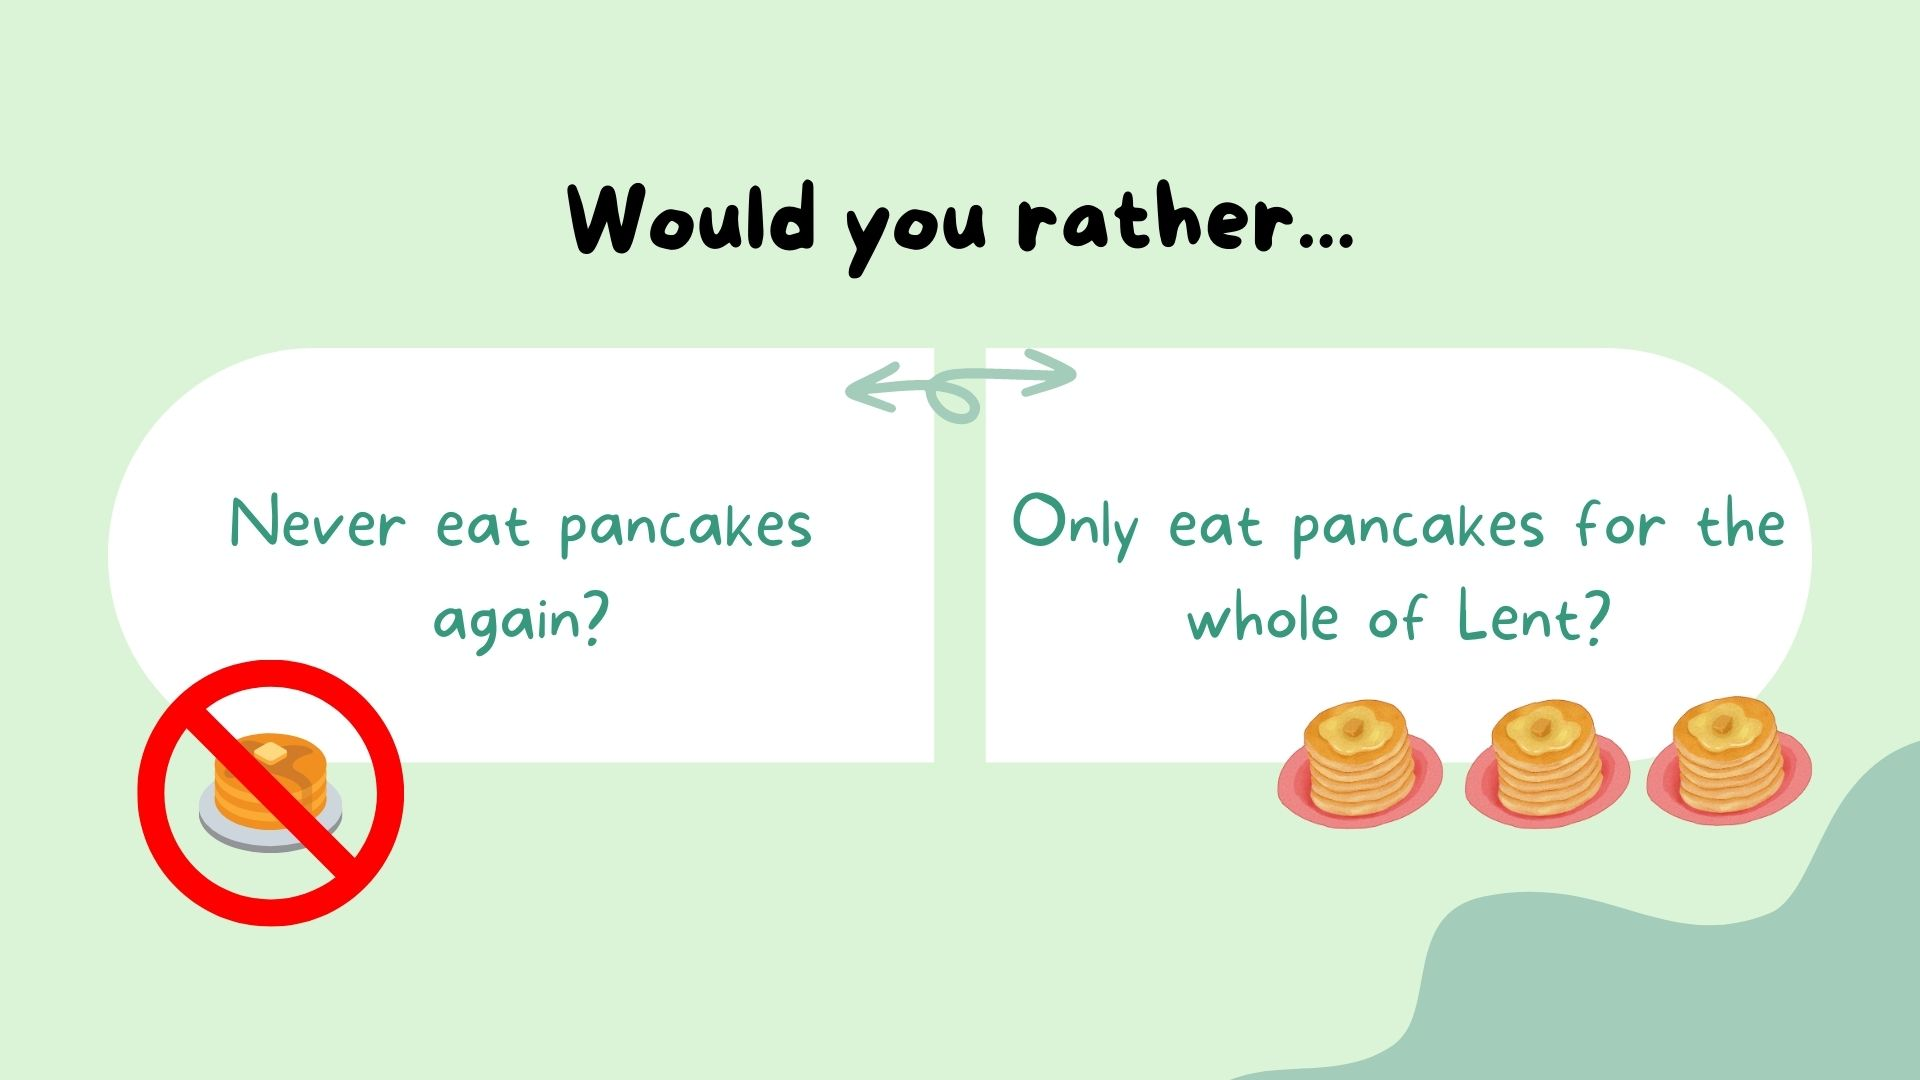 Would you rather...
Never eat pancakes
again?
Only eat pancakes for the
whole of Lent?